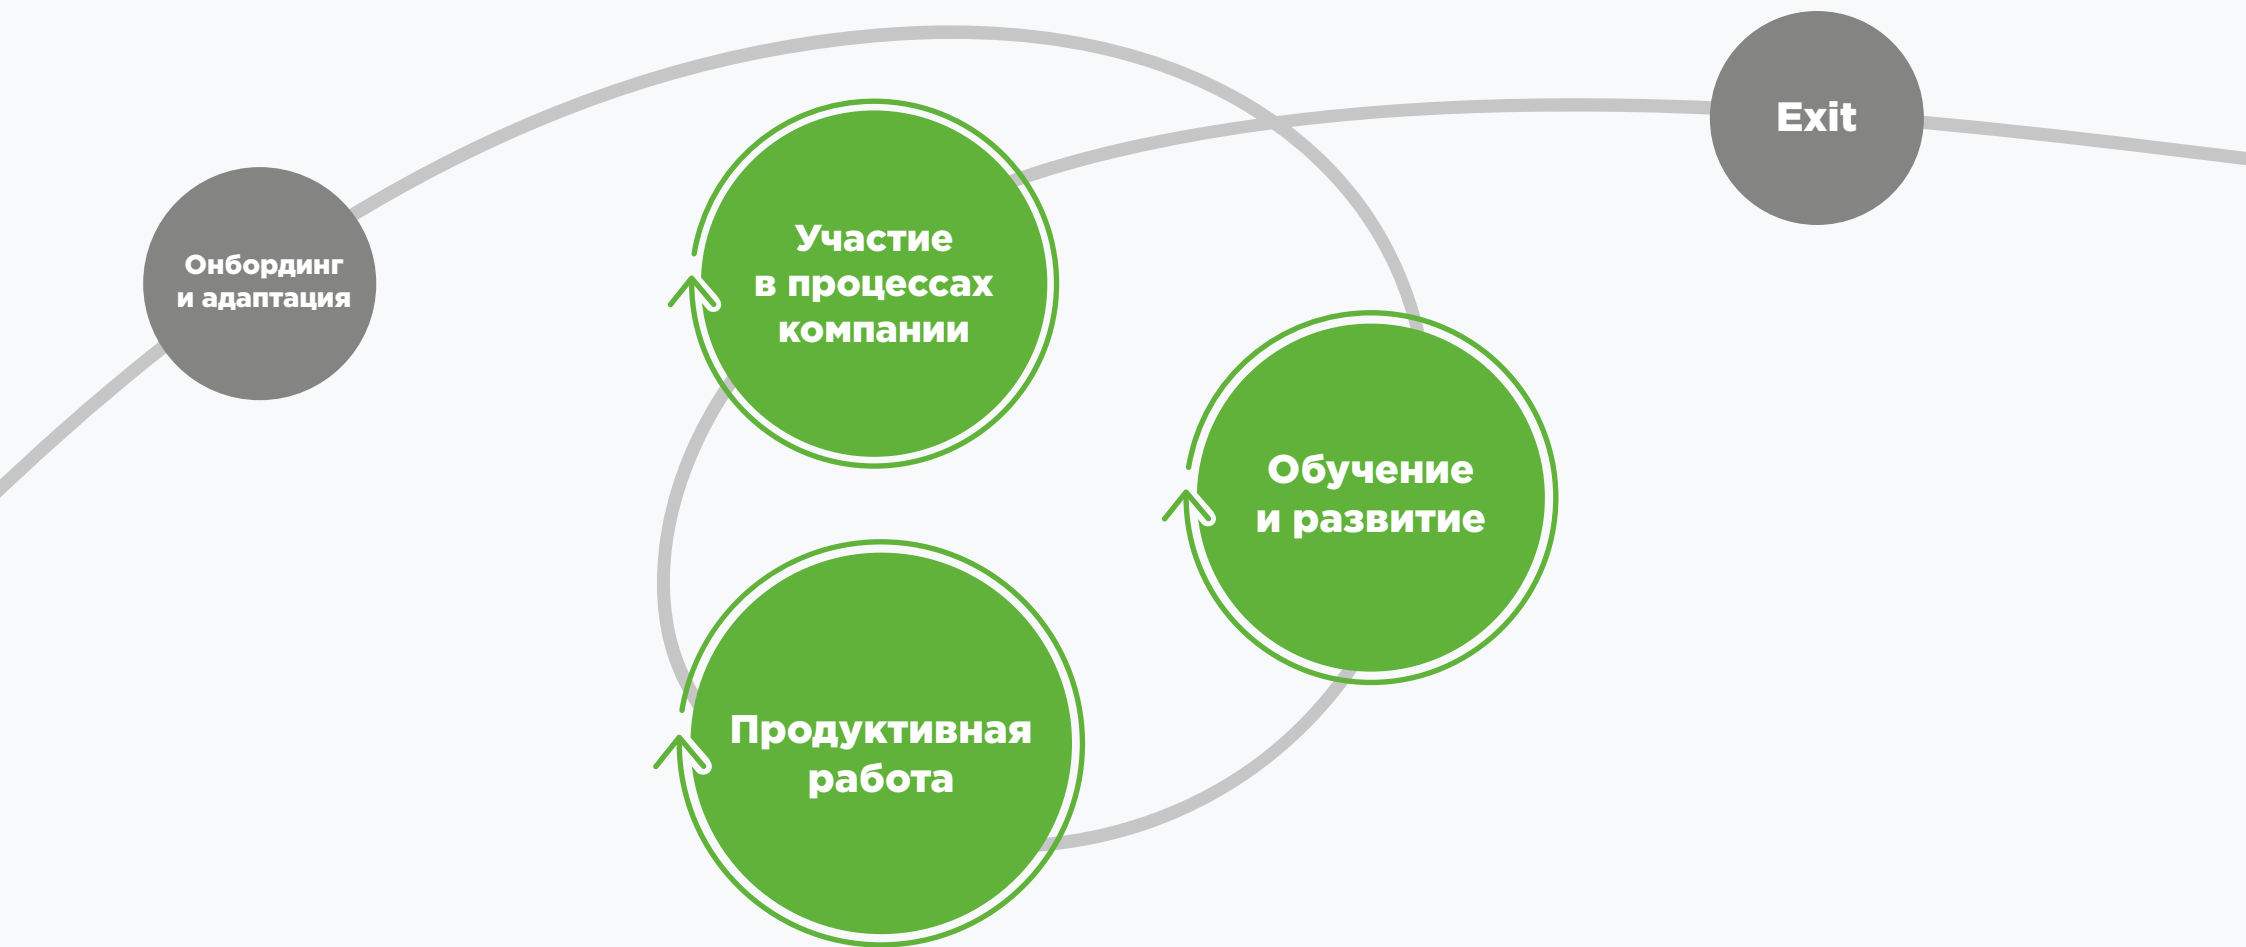 Онбординг
и адаптация
Участие
в процессах
компании
Обучение
и развитие
Продуктивная
работа
Exit